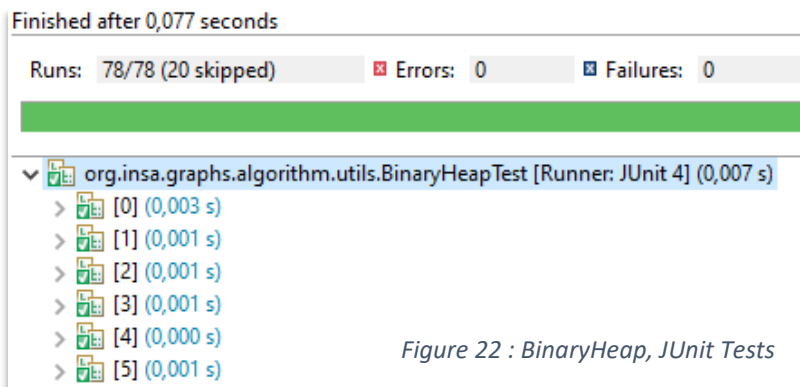 Finished after 0,077 seconds
Runs: 78/78 (20 skipped) Errors: 0 Failures: 0
org.insa.graphs.algorithm.utils.BinaryHeapTest [Runner: JUnit 4] (0,007 s)
[0] (0,003 s)
[1] (0,001 s)
[2] (0,001 s)
[3] (0,001 s)
[4] (0,000 s)
[5] (0,001 s)
Figure 22 : BinaryHeap, JUnit Tests